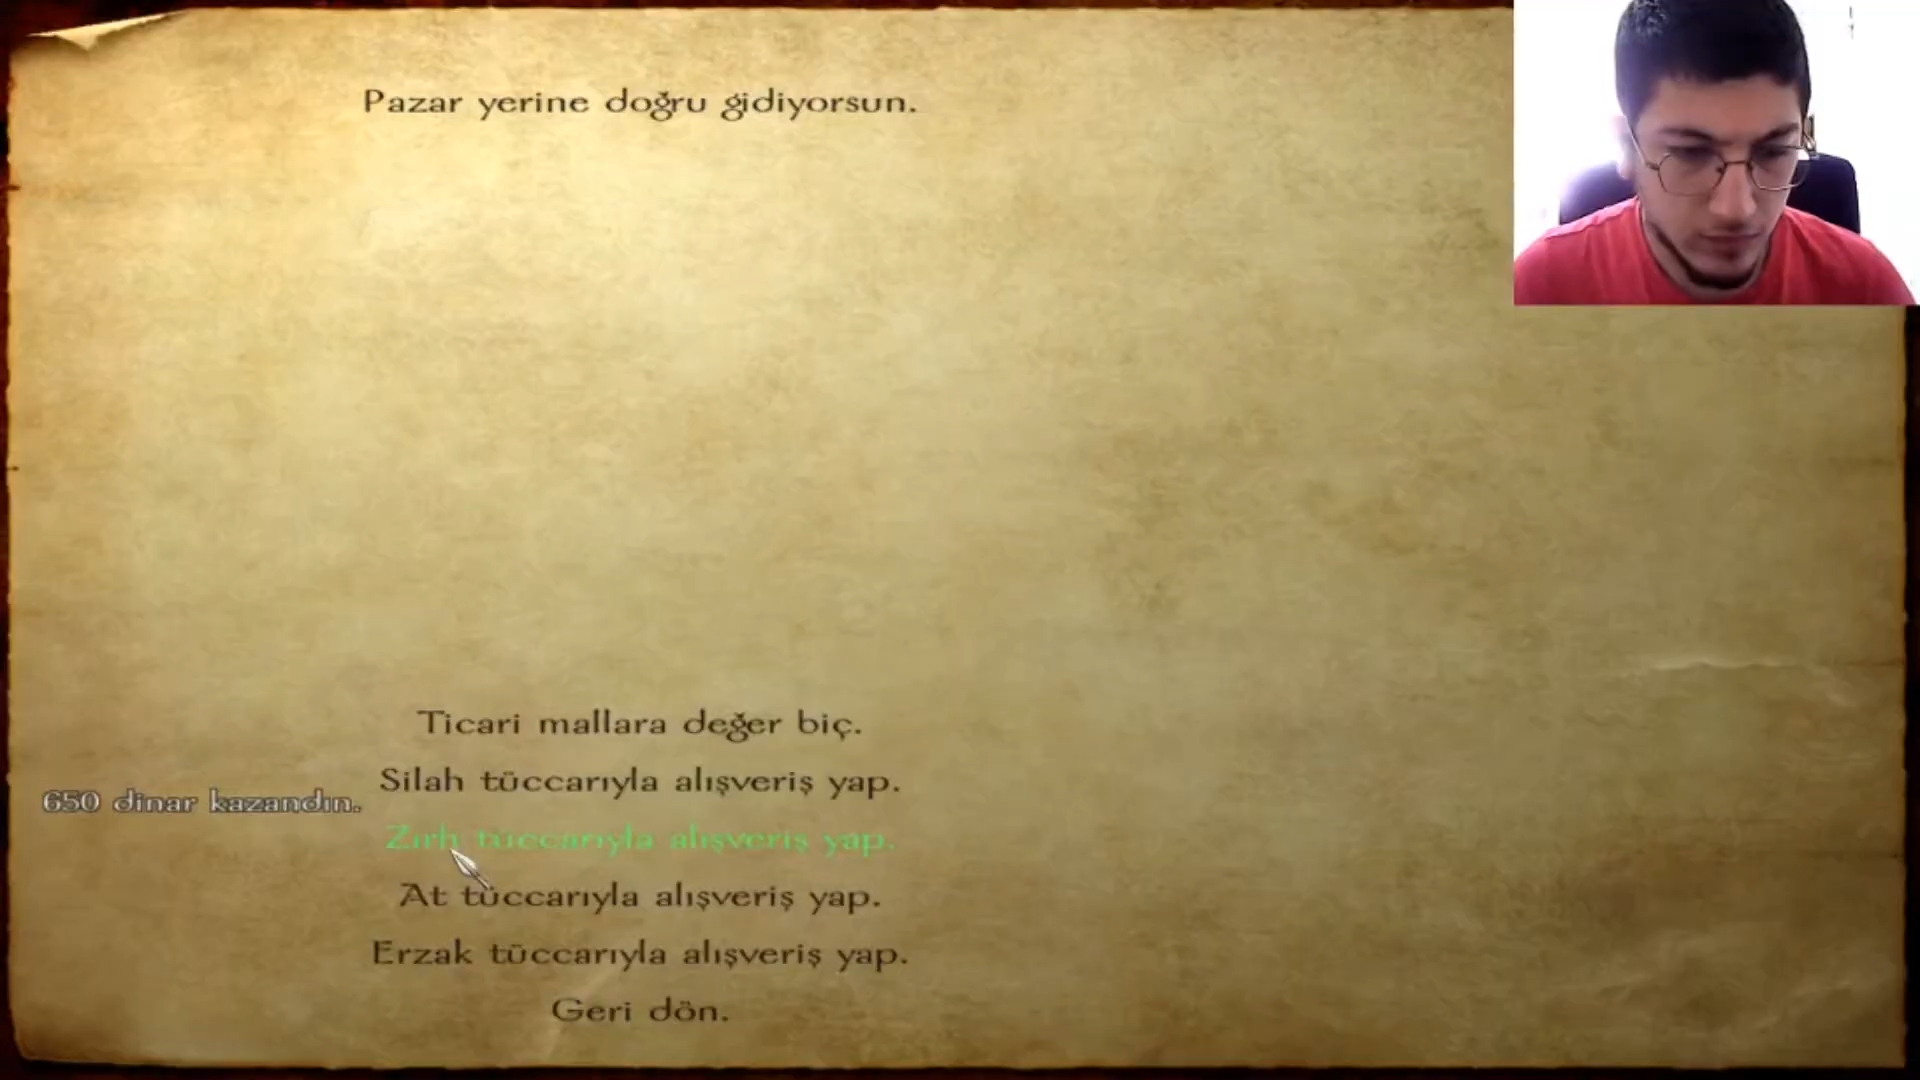 Pazar yerine doğru gidiyorsun.
Ticari mallara değer biç.
Silah tüccarıyla alışveriş yap.
650 dinar kazandın.
Zırh tüccarıyla alışveriş yap.
At tüccarıyla alışveriş yap.
Erzak tüccarıyla alışveriş yap.
Geri dön.